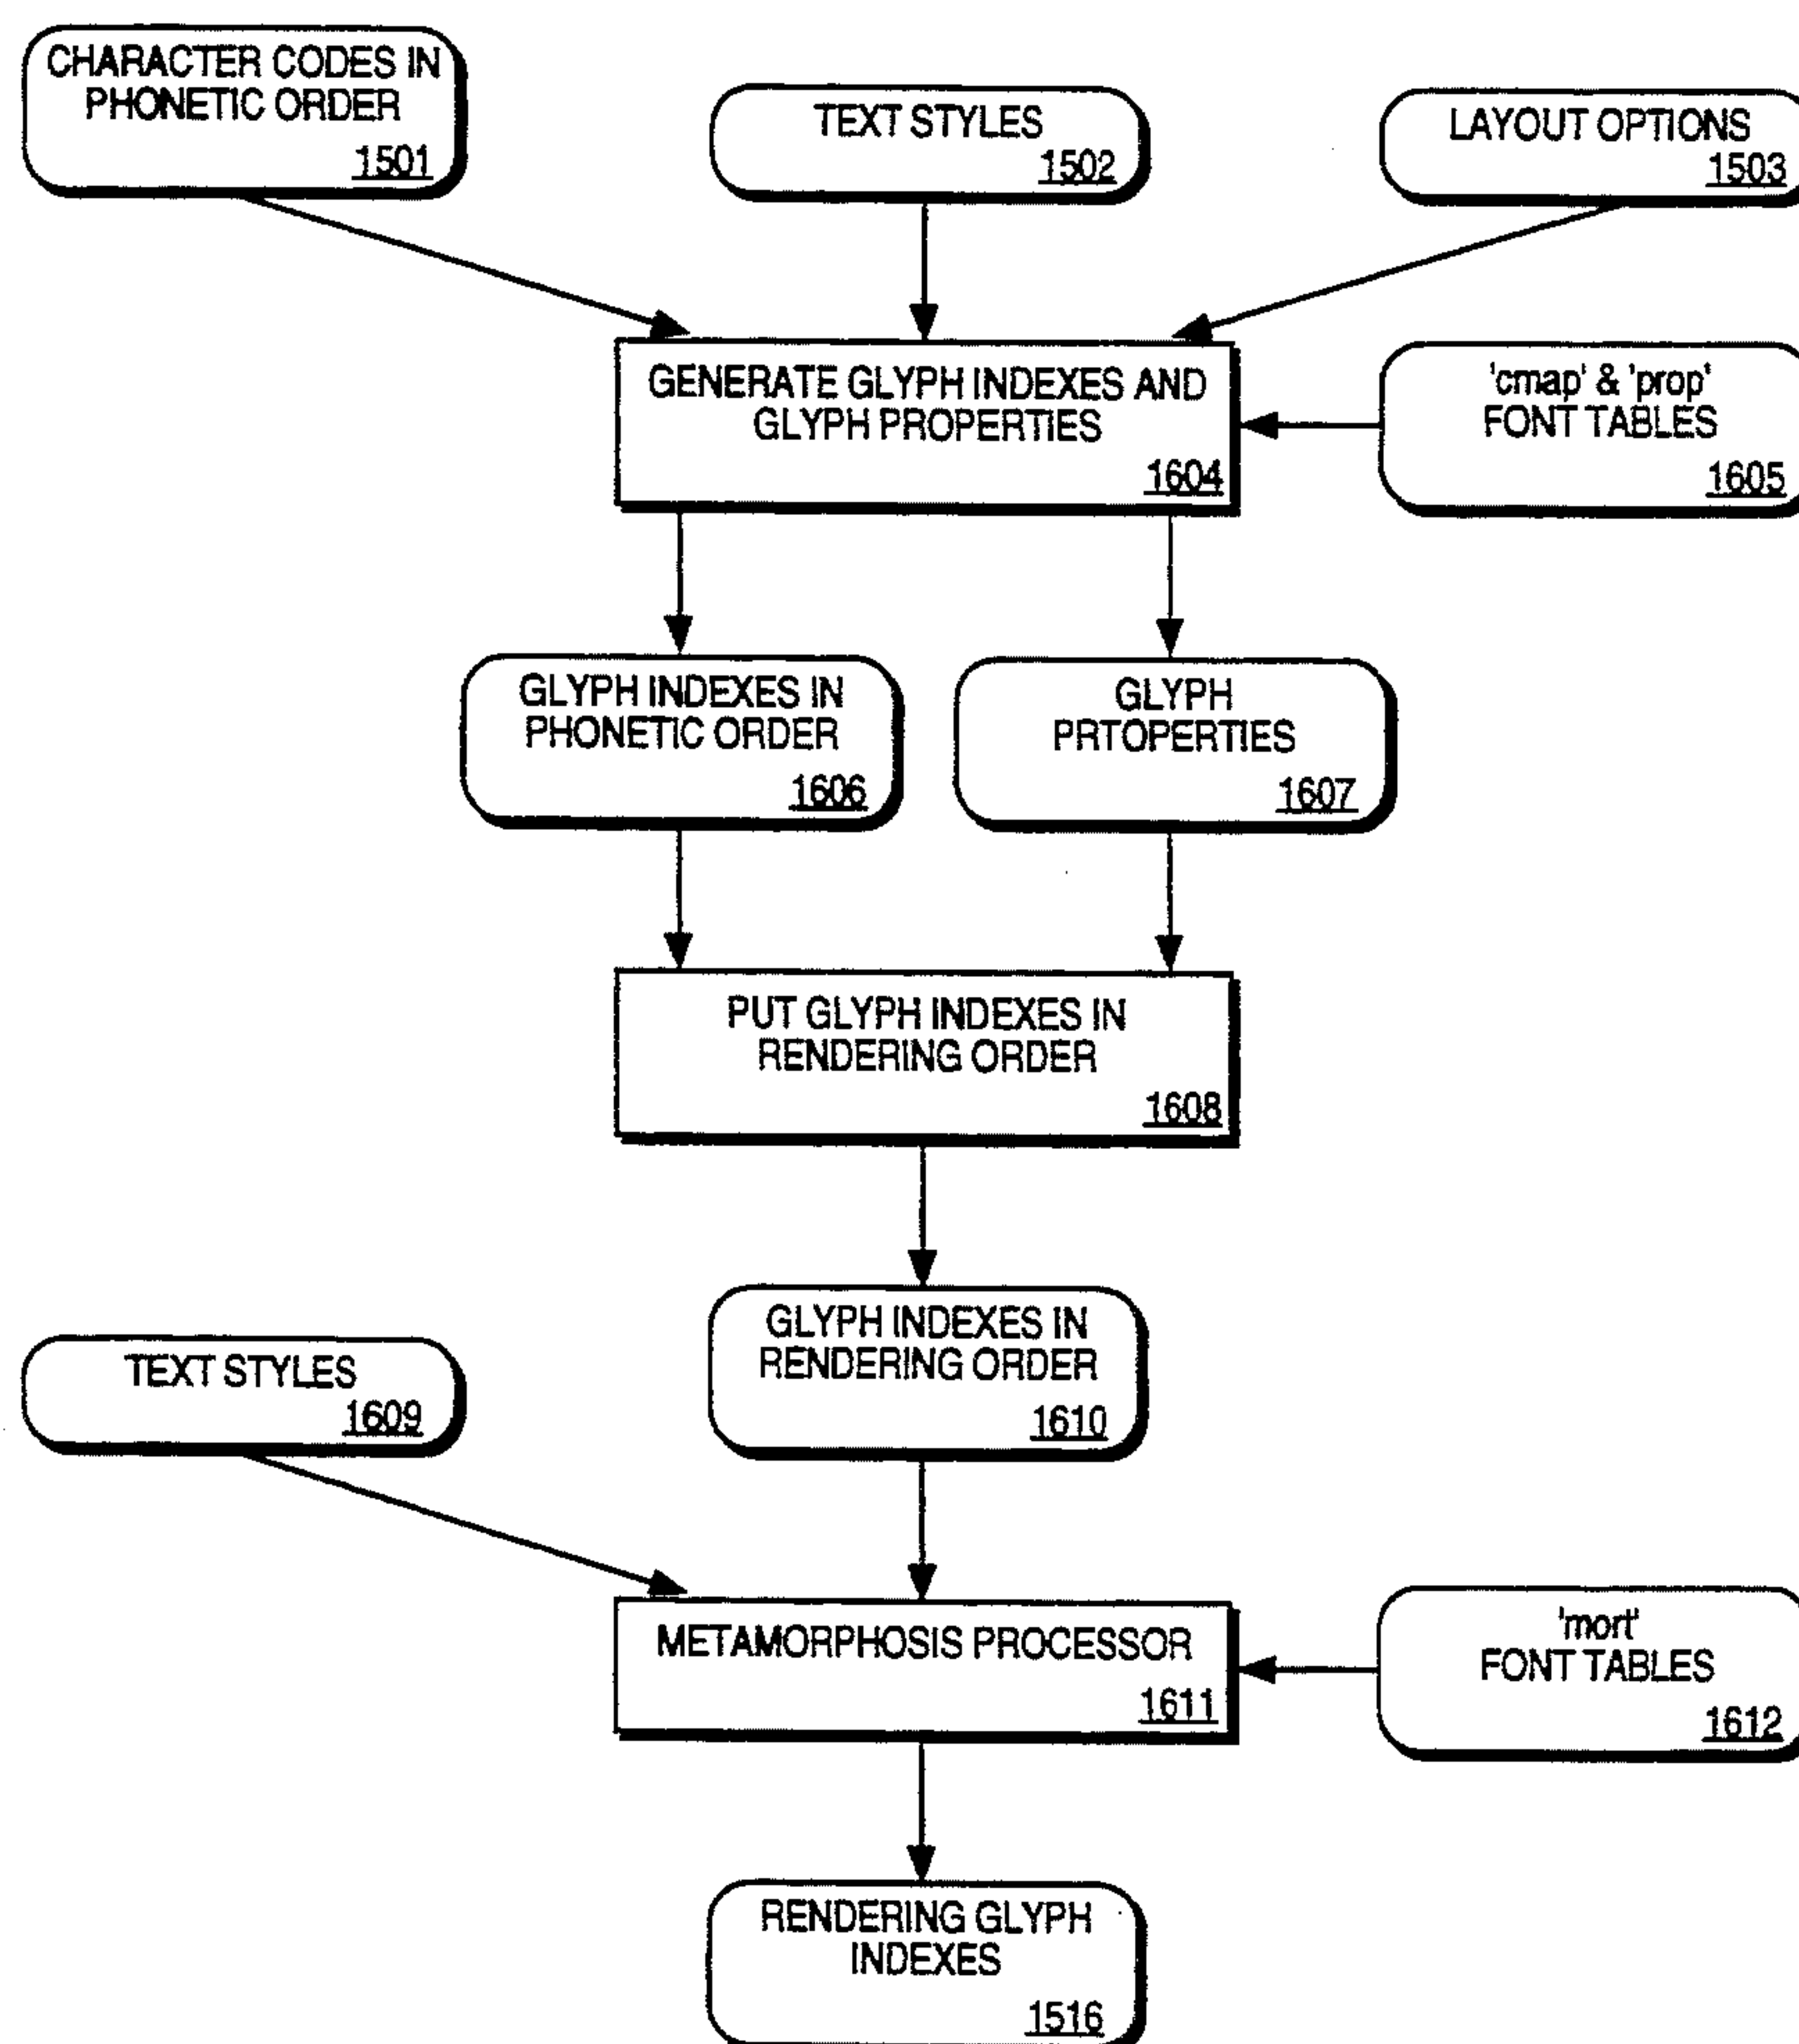 CHARACTER CODES IN
PHONETIC ORDER
1501
TEXT STYLES
1502
LAYOUT OPTIONS
1503
GENERATE GLYPH INDEXES AND
GLYPH PROPERTIES
1604
'cmap' & 'prop'
FONT TABLES
1605
GLYPH INDEXES IN
PHONETIC ORDER
1606
GLYPH
PRTOPERTIES
1607
PUT GLYPH INDEXES IN
RENDERING ORDER
1608
TEXT STYLES
1609
GLYPH INDEXES IN
RENDERING ORDER
1610
METAMORPHOSIS PROCESSOR
1611
'mort'
FONT TABLES
1612
RENDERING GLYPH
INDEXES
1516